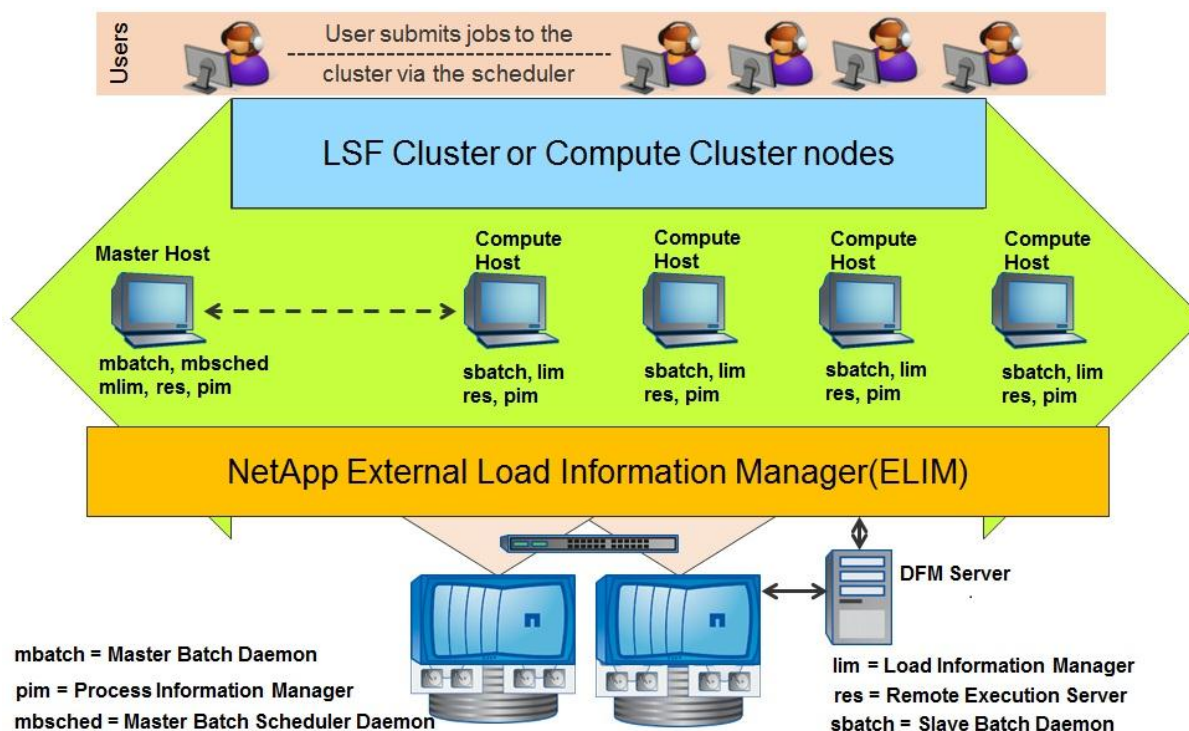 Users
User submits jobs to the
cluster via the scheduler
LSF Cluster or Compute Cluster nodes
Master Host
mbatch, mbsched
mlim, res, pim
Compute
Host
sbatch, lim
res, pim
Compute
Host
sbatch, lim
res, pim
Compute
Host
sbatch, lim
res, pim
Compute
Host
sbatch, lim
res, pim
NetApp External Load Information Manager(ELIM)
DFM Server
mbatch = Master Batch Daemon
pim = Process Information Manager
mbsched = Master Batch Scheduler Daemon
lim = Load Information Manager
res = Remote Execution Server
sbatch = Slave Batch Daemon